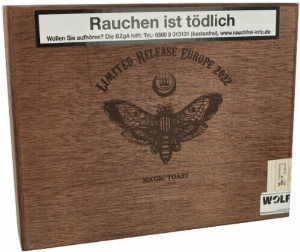 Rauchen ist tödlich
Wollen Sie aufhören? Die BZgA hilft: Tel.: 0800 8 313131 (kostenfrei), www.rauchfrei-info.de
LIMITED RELEASE EUROPE 2022
MAGIC TOAST
WOLF